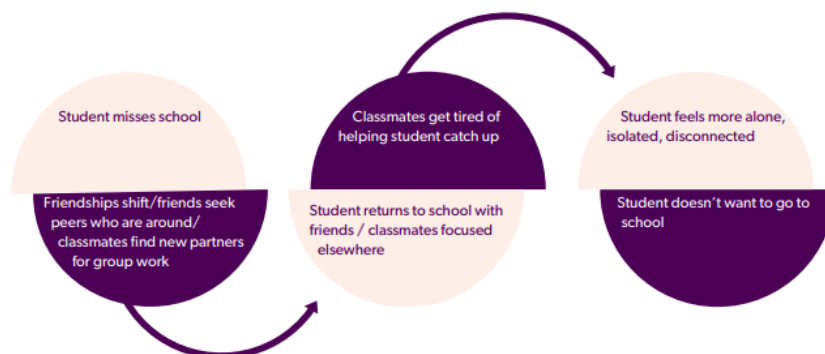 Student misses school
Friendships shift/friends seek
peers who are around/
classmates find new partners
for group work
Classmates get tired of
helping student catch up
Student returns to school with
friends / classmates focused
elsewhere
Student feels more alone,
isolated, disconnected
Student doesn’t want to go to
school